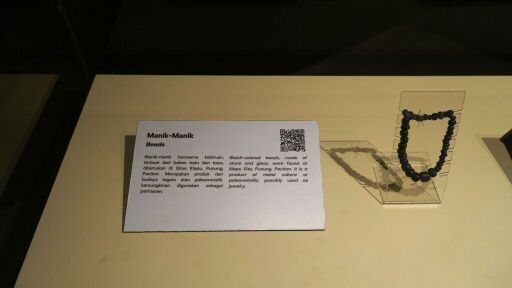 Manik-Manik
Beads
Manik-manik berwarna kebiruan,
terbuat dari bahan batu dan kaca,
ditemukan di Situs Klepu, Punung,
Pacitan. Merupakan produk dari
budaya logam atau paleometalik,
kemungkinan digunakan sebagai
perhiasan.
Bluish-colored beads, made of
stone and glass, were found at
Klepu Site, Punung, Pacitan. It is a
product of metal culture or
paleometallic, possibly used as
jewelry.